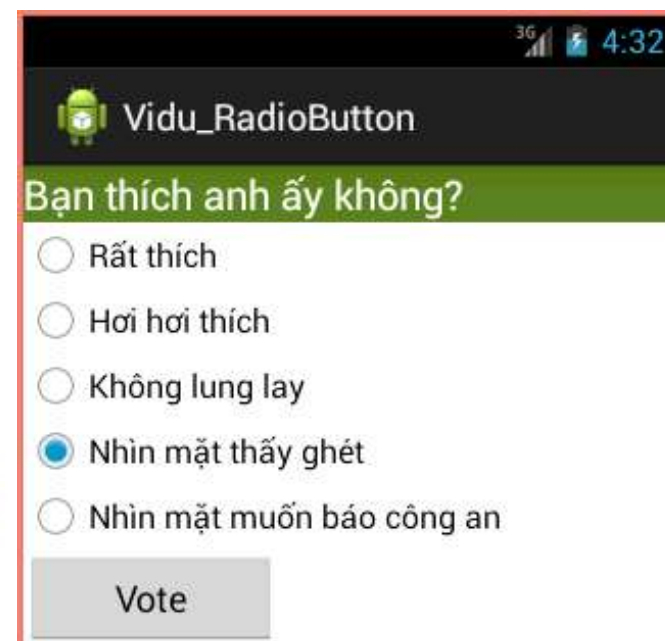 3G 4:32
Vidu_RadioButton
Bạn thích anh ấy không?
Rất thích
Hơi hơi thích
Không lung lay
Nhìn mặt thấy ghét
Nhìn mặt muốn báo công an
Vote